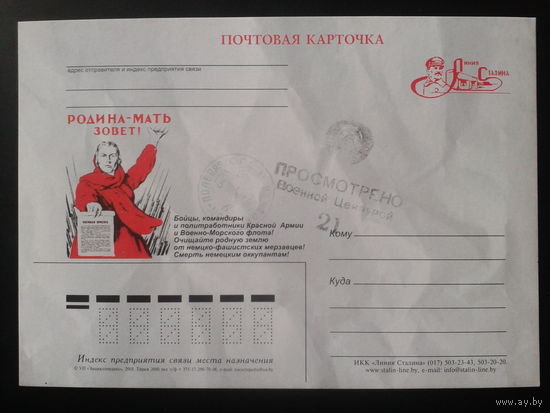 ПОЧТОВАЯ КАРТОЧКА
Линия
Сталина
адрес отправителя и индекс предприятия связи
РОДИНА-МАТЬ
ЗОВЕТ!
ПРОСМОТРЕНО
Военной Цензурой
21
Бойцы, командиры
и политработники Красной Армии
и Военно-Морского флота!
Очищайте родную землю
от немецко-фашистских мерзавцев!
Смерть немецким оккупантам!
Кому
Куда
Индекс предприятия связи места назначения
ИКК «Линия Сталина» (017) 503-23-43, 503-20-20.
www.stalin-line.by, e-mail: info@stalin-line.by
www.ay.by